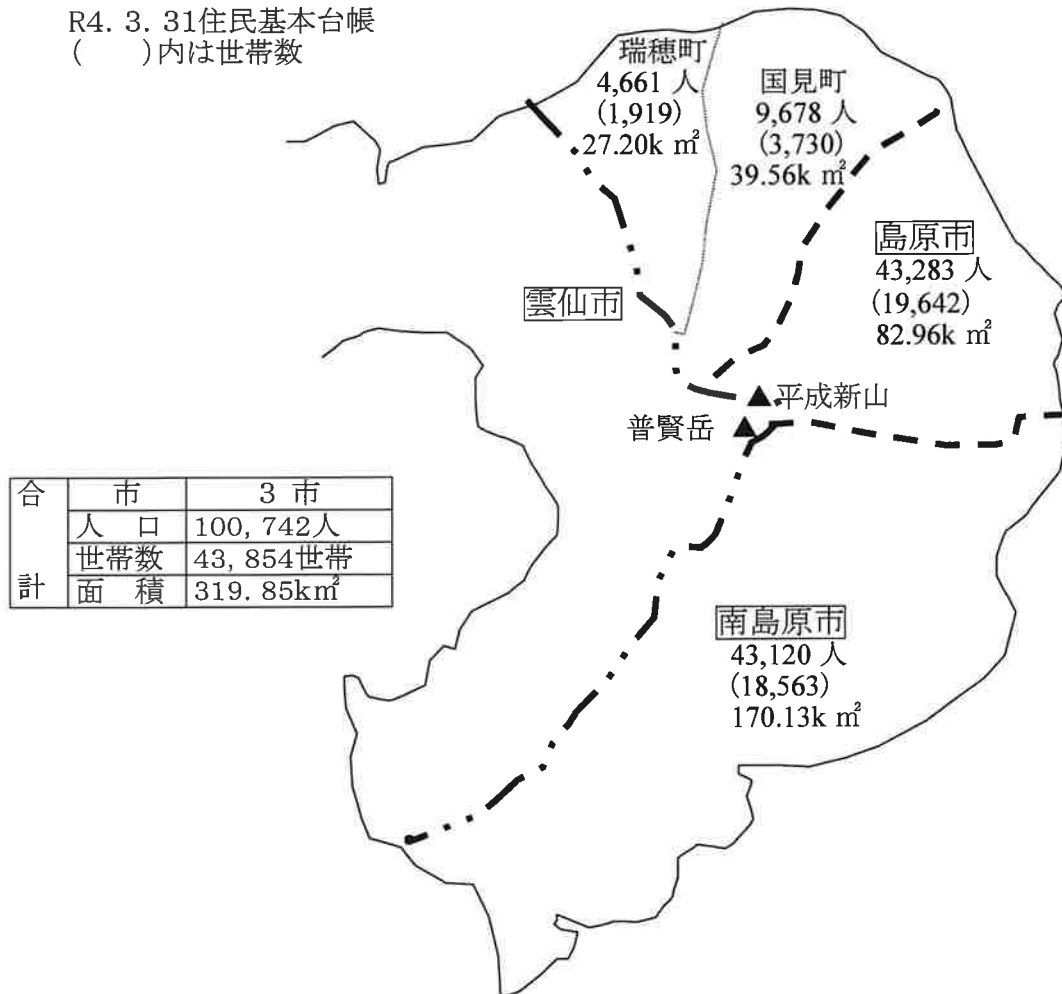 R4. 3. 31住民基本台帳
(　　)内は世帯数
瑞穂町
4,661 人
(1,919)
27.20k ㎡
国見町
9,678 人
(3,730)
39.56k ㎡
島原市
43,283 人
(19,642)
82.96k ㎡
雲仙市
▲平成新山
普賢岳 ▲
合計 市 3 市
人 口 100, 742人
世帯数 43, 854世帯
面 積 319. 85k㎡
南島原市
43,120 人
(18,563)
170.13k ㎡